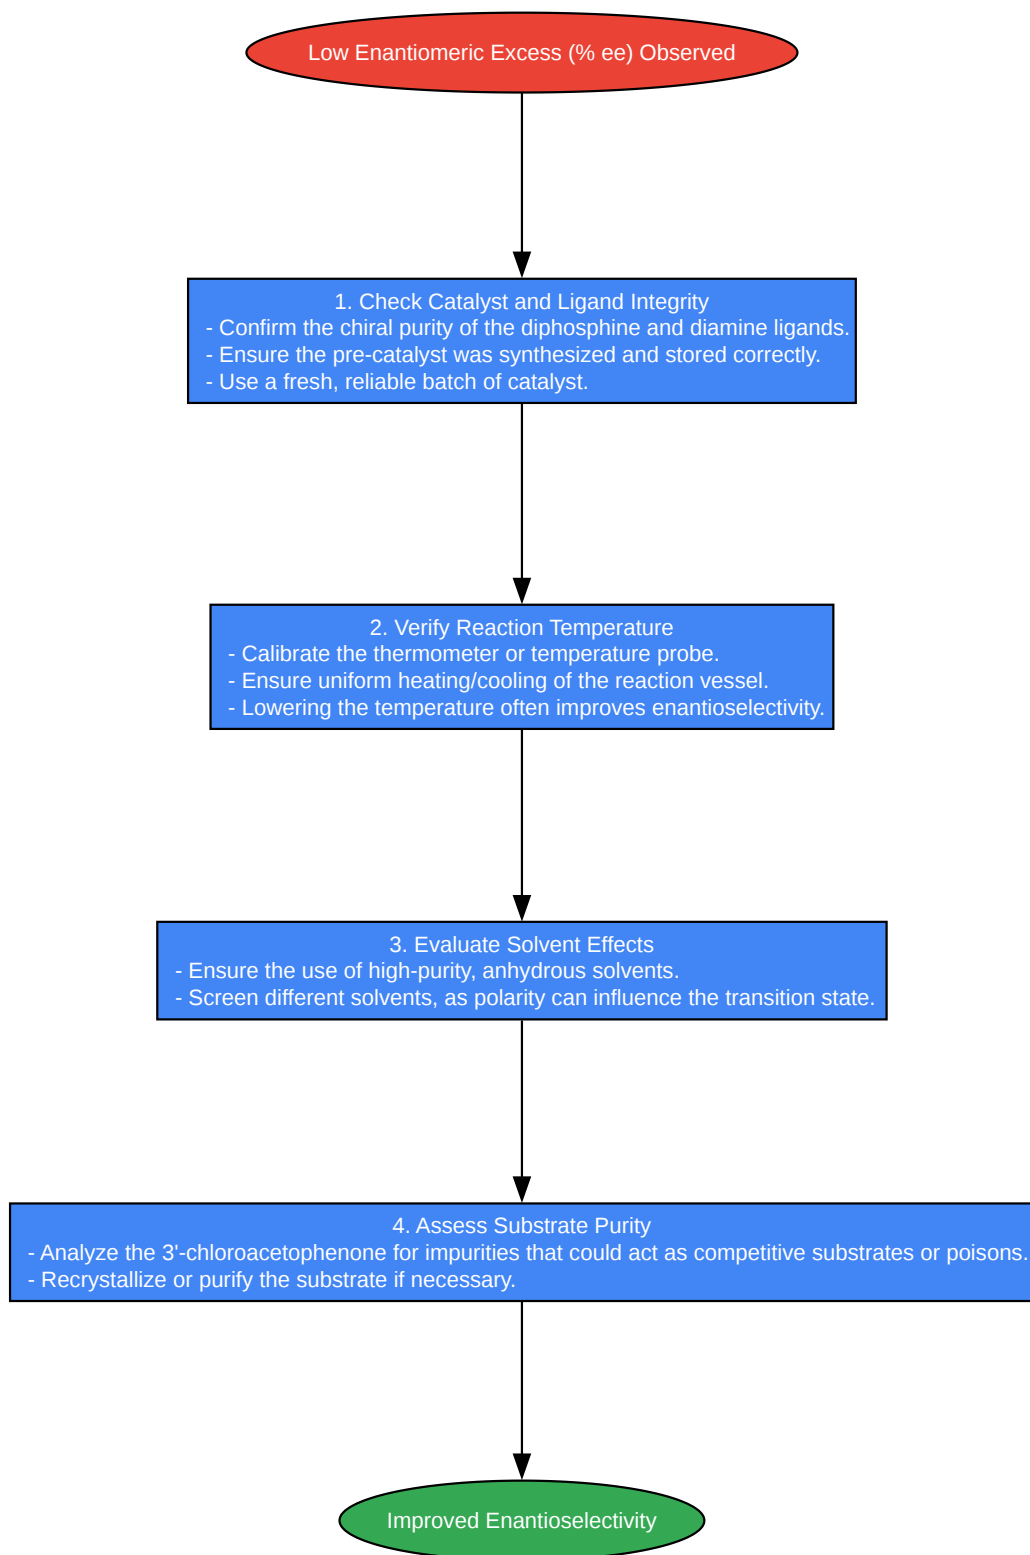 Low Enantiomeric Excess (% ee) Observed
1. Check Catalyst and Ligand Integrity
- Confirm the chiral purity of the diphosphine and diamine ligands.
- Ensure the pre-catalyst was synthesized and stored correctly.
- Use a fresh, reliable batch of catalyst.
2. Verify Reaction Temperature
- Calibrate the thermometer or temperature probe.
- Ensure uniform heating/cooling of the reaction vessel.
- Lowering the temperature often improves enantioselectivity.
3. Evaluate Solvent Effects
- Ensure the use of high-purity, anhydrous solvents.
- Screen different solvents, as polarity can influence the transition state.
4. Assess Substrate Purity
- Analyze the 3'-chloroacetophenone for impurities that could act as competitive substrates or poisons.
- Recrystallize or purify the substrate if necessary.
Improved Enantioselectivity